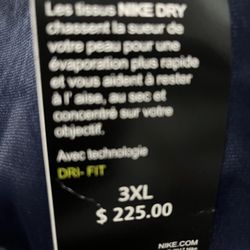 Les tissus NIKE DRY
chassent la sueur de
votre peau pour une
évaporation plus rapide
et vous aident à rester
à l' aise, au sec et
concentré sur votre
objectif.
Avec technologie
DRI- FIT
3XL
$ 225.00
NIKE.COM